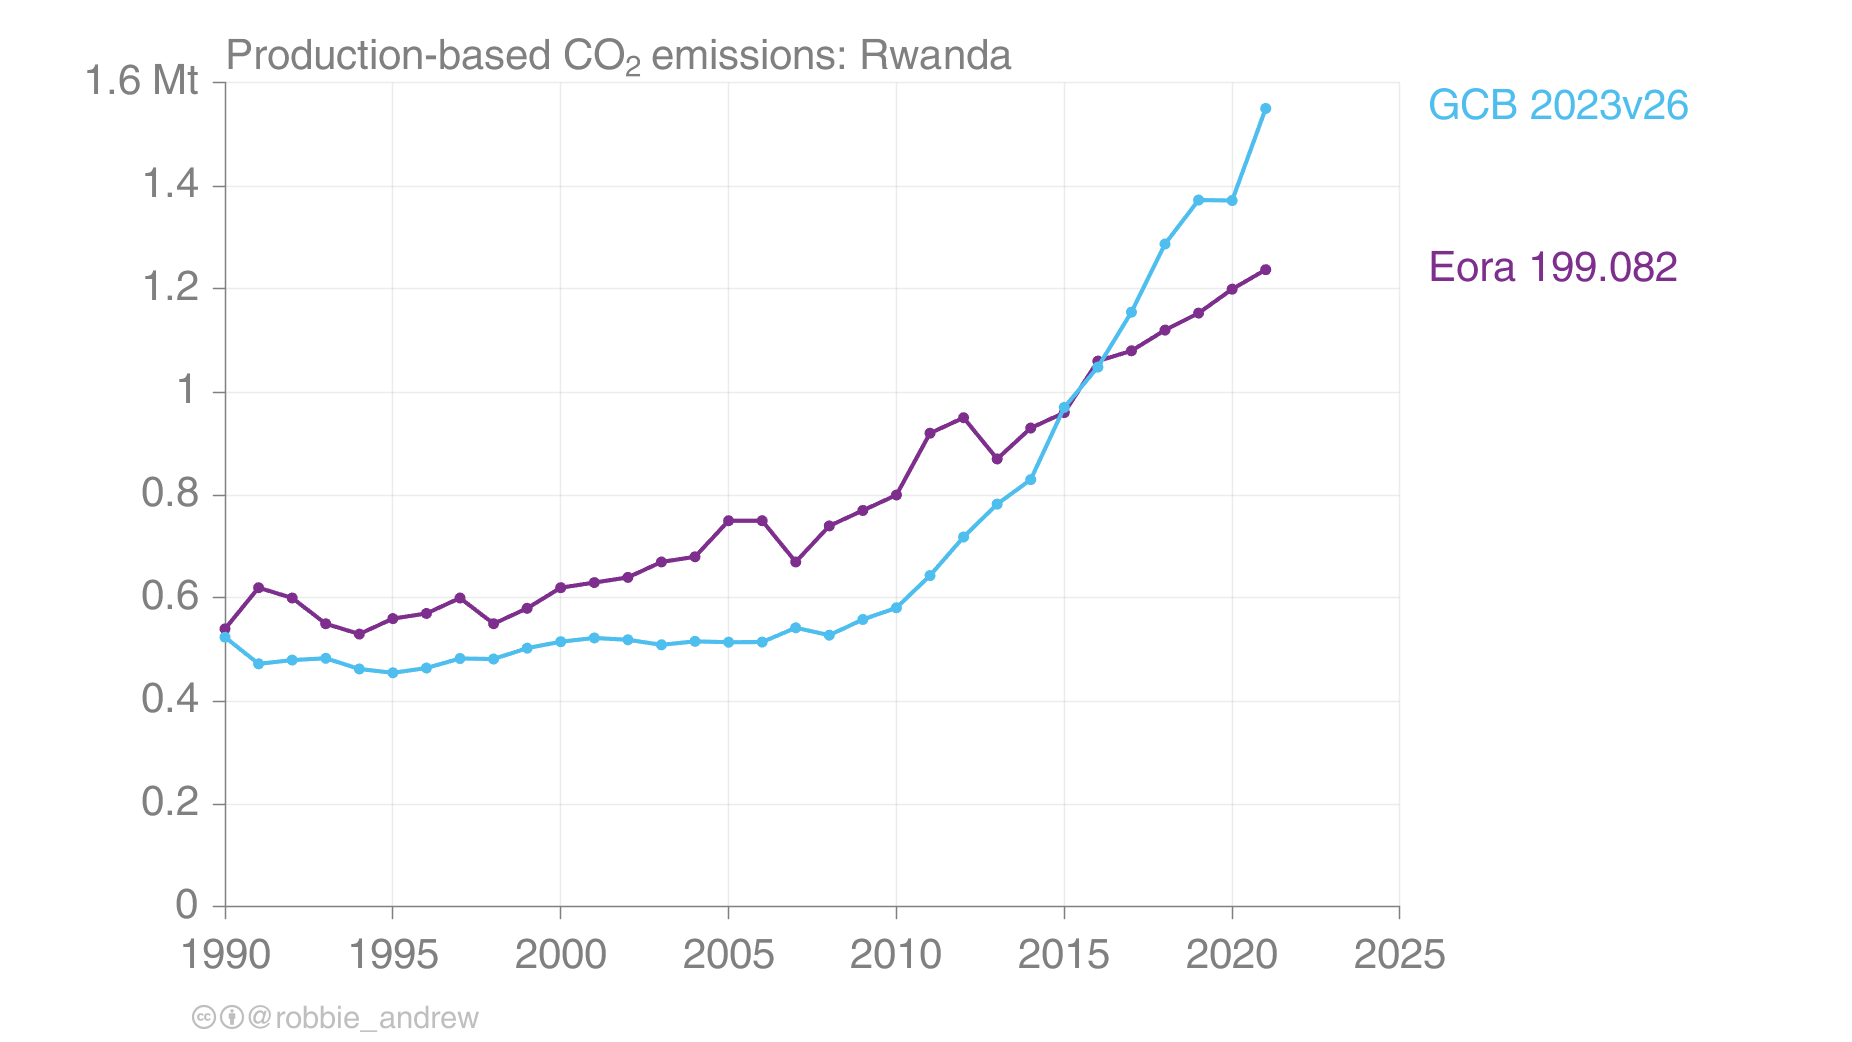 Production-based CO₂ emissions: Rwanda
1.6 Mt
1.4
1.2
1
0.8
0.6
0.4
0.2
0
1990 1995 2000 2005 2010 2015 2020 2025
GCB 2023v26
Eora 199.082
cc @robbie_andrew